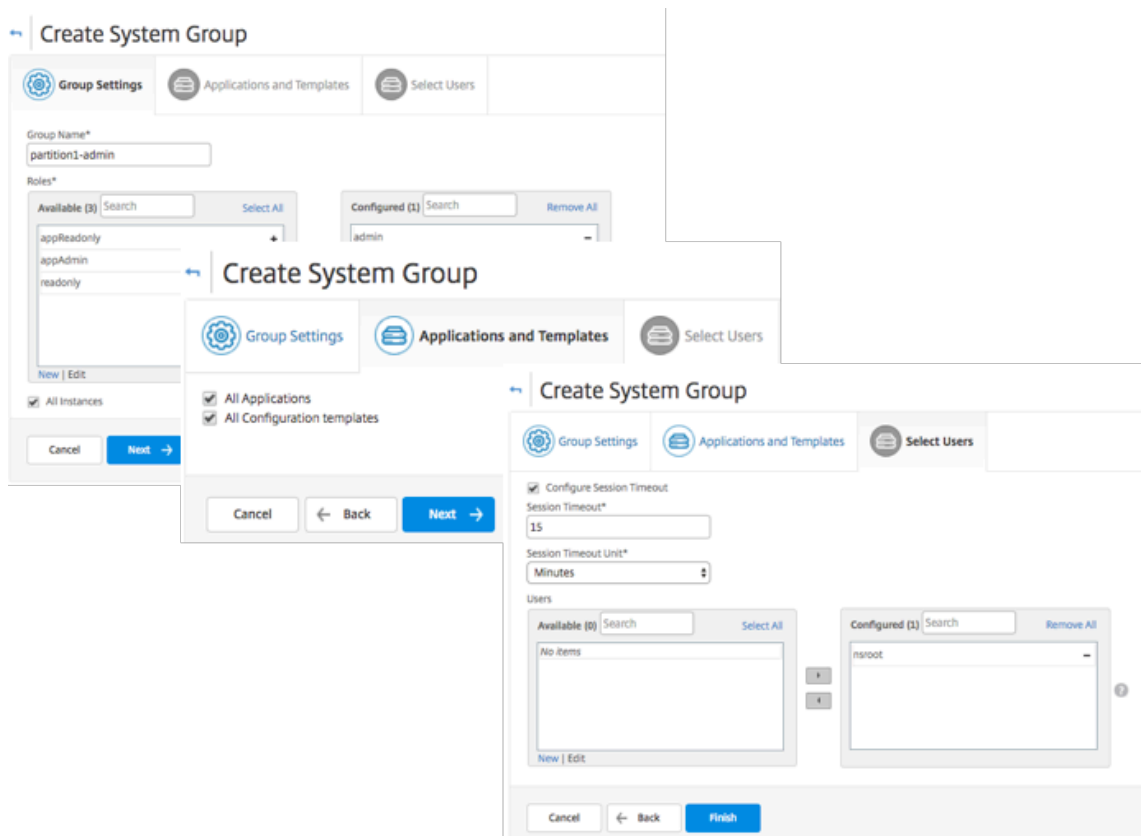 Create System Group
Group Settings Applications and Templates Select Users
Group Name*
partition1-admin
Roles*
Available (3) Search Select All Configured (1) Search Remove All
appReadonly + admin −
appAdmin
readonly
New | Edit
All Instances
Cancel Next →
Create System Group
Group Settings Applications and Templates Select Users
All Applications
All Configuration templates
Cancel ← Back Next →
Create System Group
Group Settings Applications and Templates Select Users
Configure Session Timeout
Session Timeout*
15
Session Timeout Unit*
Minutes
Users
Available (0) Search Select All Configured (1) Search Remove All
No items nsroot −
?
New | Edit
Cancel ← Back Finish